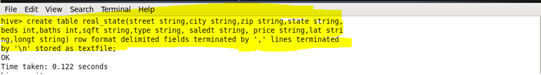 File Edit View Search Terminal Help
hive> create table real_state(street string,city string,zip string,state string,
beds int,baths int,sqft string,type string, saledt string, price string,lat stri
ng,longt string) row format delimited fields terminated by ',' lines terminated
by '\n' stored as textfile;
OK
Time taken: 0.122 seconds